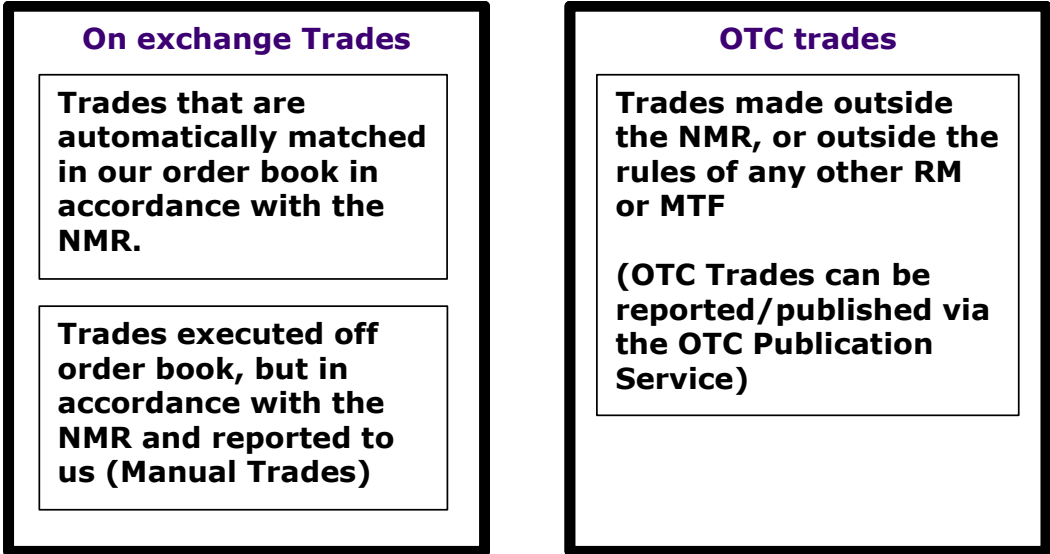 On exchange Trades
Trades that are
automatically matched
in our order book in
accordance with the
NMR.
Trades executed off
order book, but in
accordance with the
NMR and reported to
us (Manual Trades)
OTC trades
Trades made outside
the NMR, or outside the
rules of any other RM
or MTF
(OTC Trades can be
reported/published via
the OTC Publication
Service)